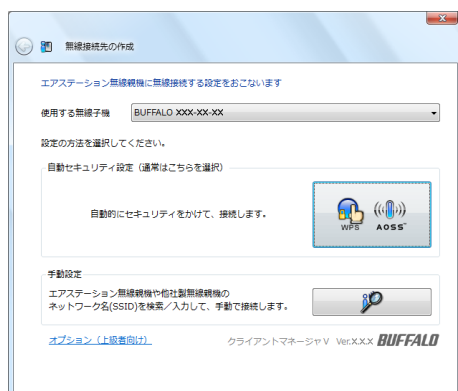 無線接続先の作成
エアステーション無線親機に無線接続する設定をおこないます
使用する無線子機 BUFFALO XXX-XX-XX
設定の方法を選択してください。
自動セキュリティ設定（通常はこちらを選択）
自動的にセキュリティをかけて、接続します。
WPS AOSS™
手動設定
エアステーション無線親機や他社製無線親機の
ネットワーク名(SSID)を検索／入力して、手動で接続します。
オプション（上級者向け） クライアントマネージャV Ver.X.X.X BUFFALO